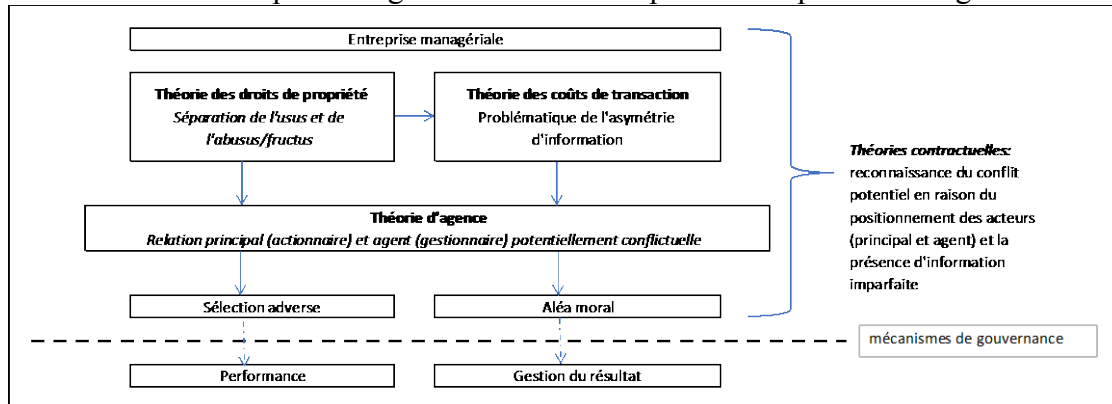 Entreprise managériale
Théorie des droits de propriété
Séparation de l'usus et de
l'abusus/fructus
Théorie des coûts de transaction
Problématique de l'asymétrie
d'information
Théorie d'agence
Relation principal (actionnaire) et agent (gestionnaire) potentiellement conflictuelle
Sélection adverse
Aléa moral
Théories contractuelles:
reconnaissance du conflit
potentiel en raison du
positionnement des acteurs
(principal et agent) et la
présence d'information
imparfaite
mécanismes de gouvernance
Performance
Gestion du résultat